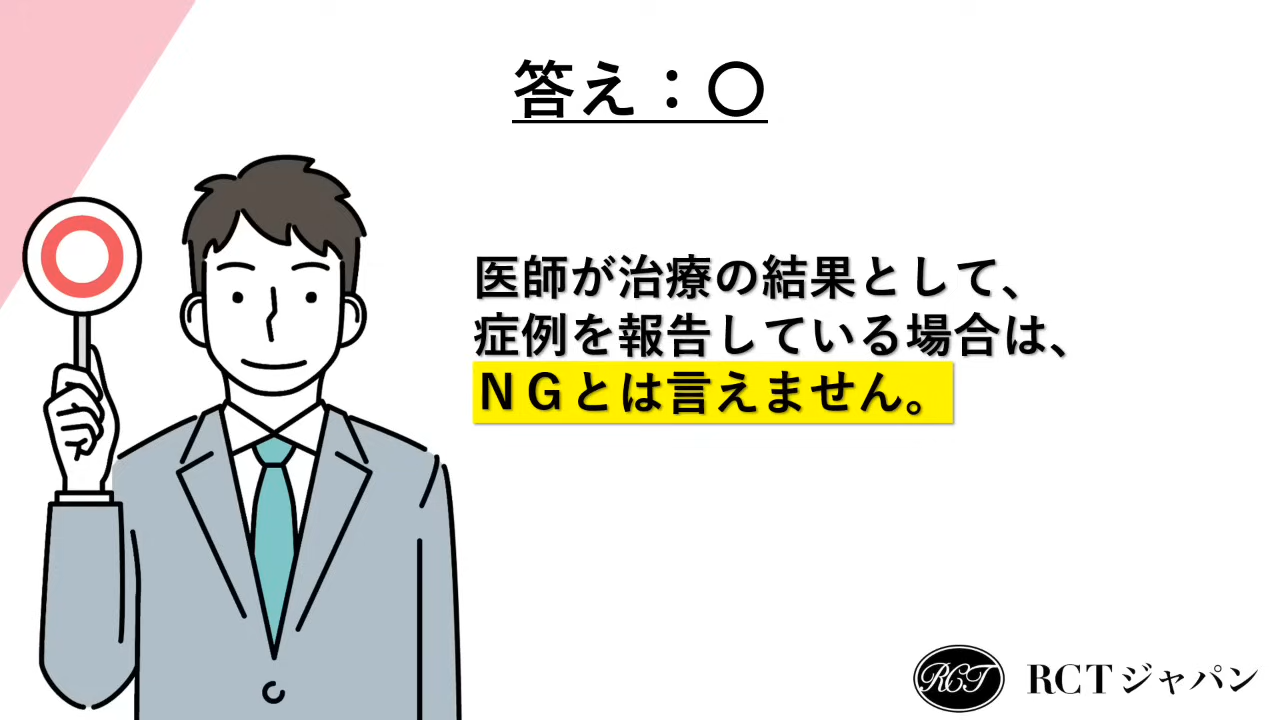 答え：〇
医師が治療の結果として、
症例を報告している場合は、
ＮＧとは言えません。
RCT
RCTジャパン